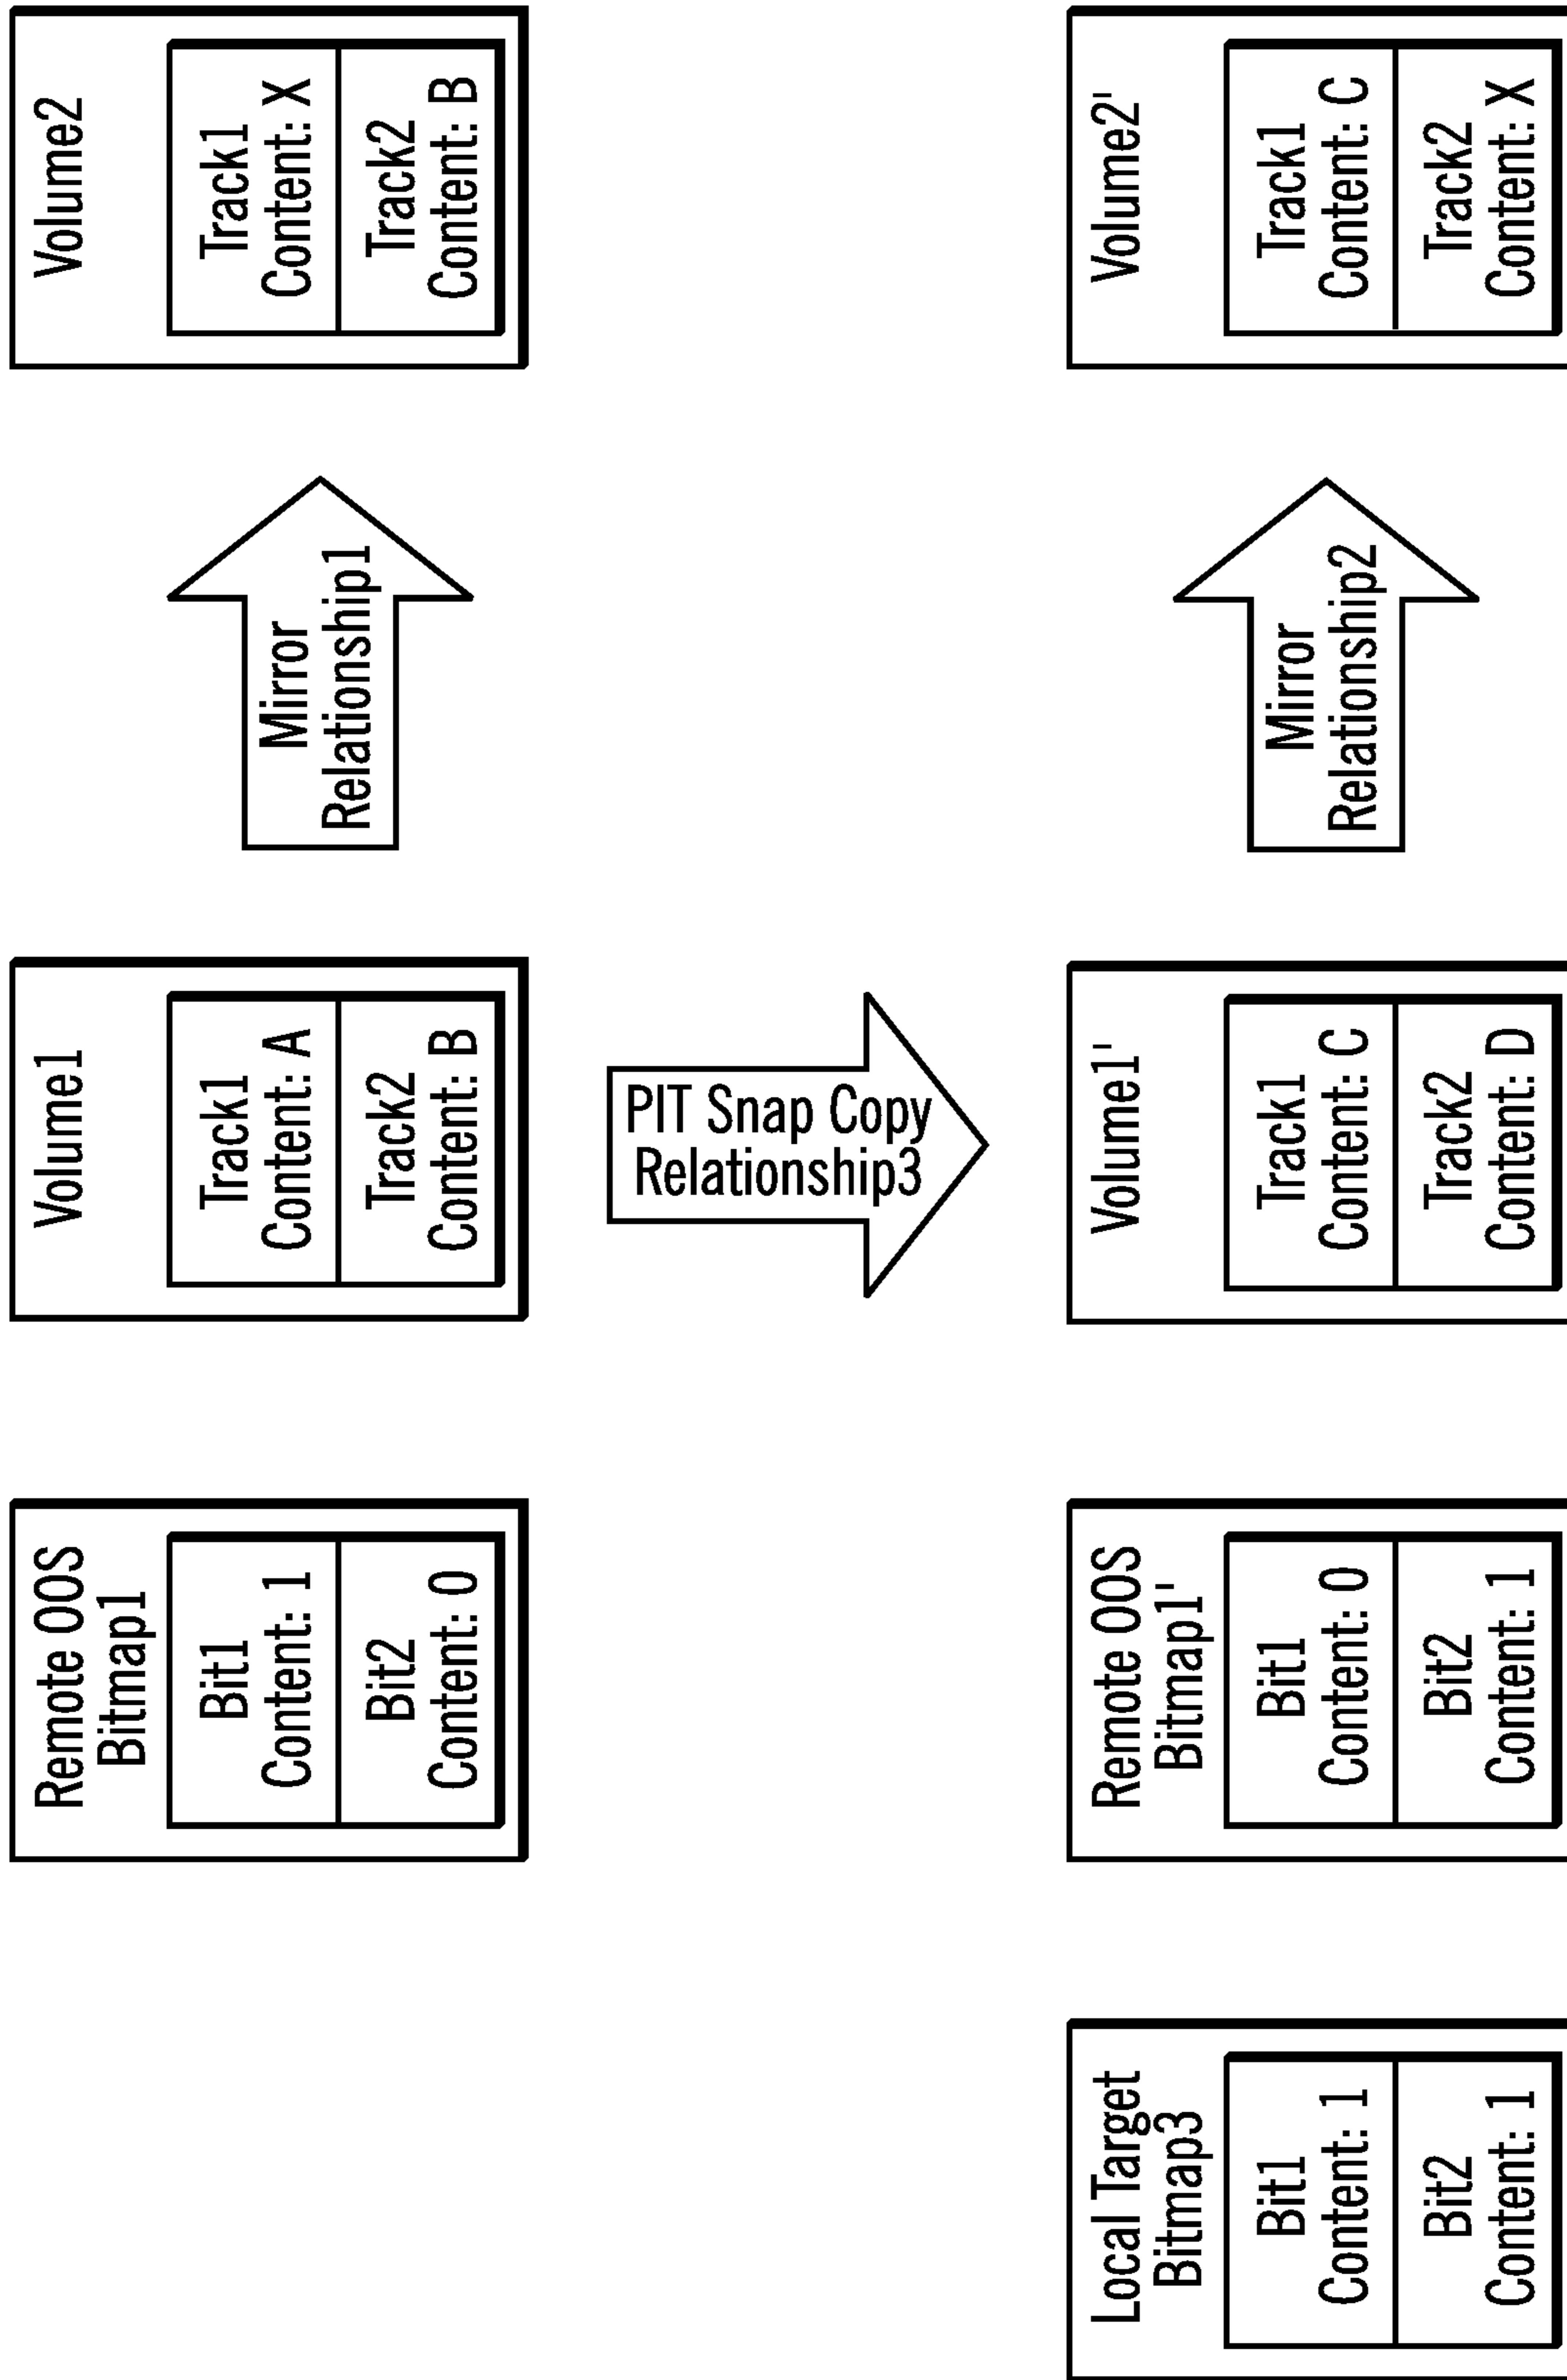 Remote OOS
Bitmap1
Bit1
Content: 1
Bit2
Content: 0
Volume1
Track1
Content: A
Track2
Content: B
Mirror
Relationship1
Volume2
Track1
Content: X
Track2
Content: B
PIT Snap Copy
Relationship3
Local Target
Bitmap3
Bit1
Content: 1
Bit2
Content: 1
Remote OOS
Bitmap1'
Bit1
Content: 0
Bit2
Content: 1
Volume1'
Track1
Content: C
Track2
Content: D
Mirror
Relationship2
Volume2'
Track1
Content: C
Track2
Content: X